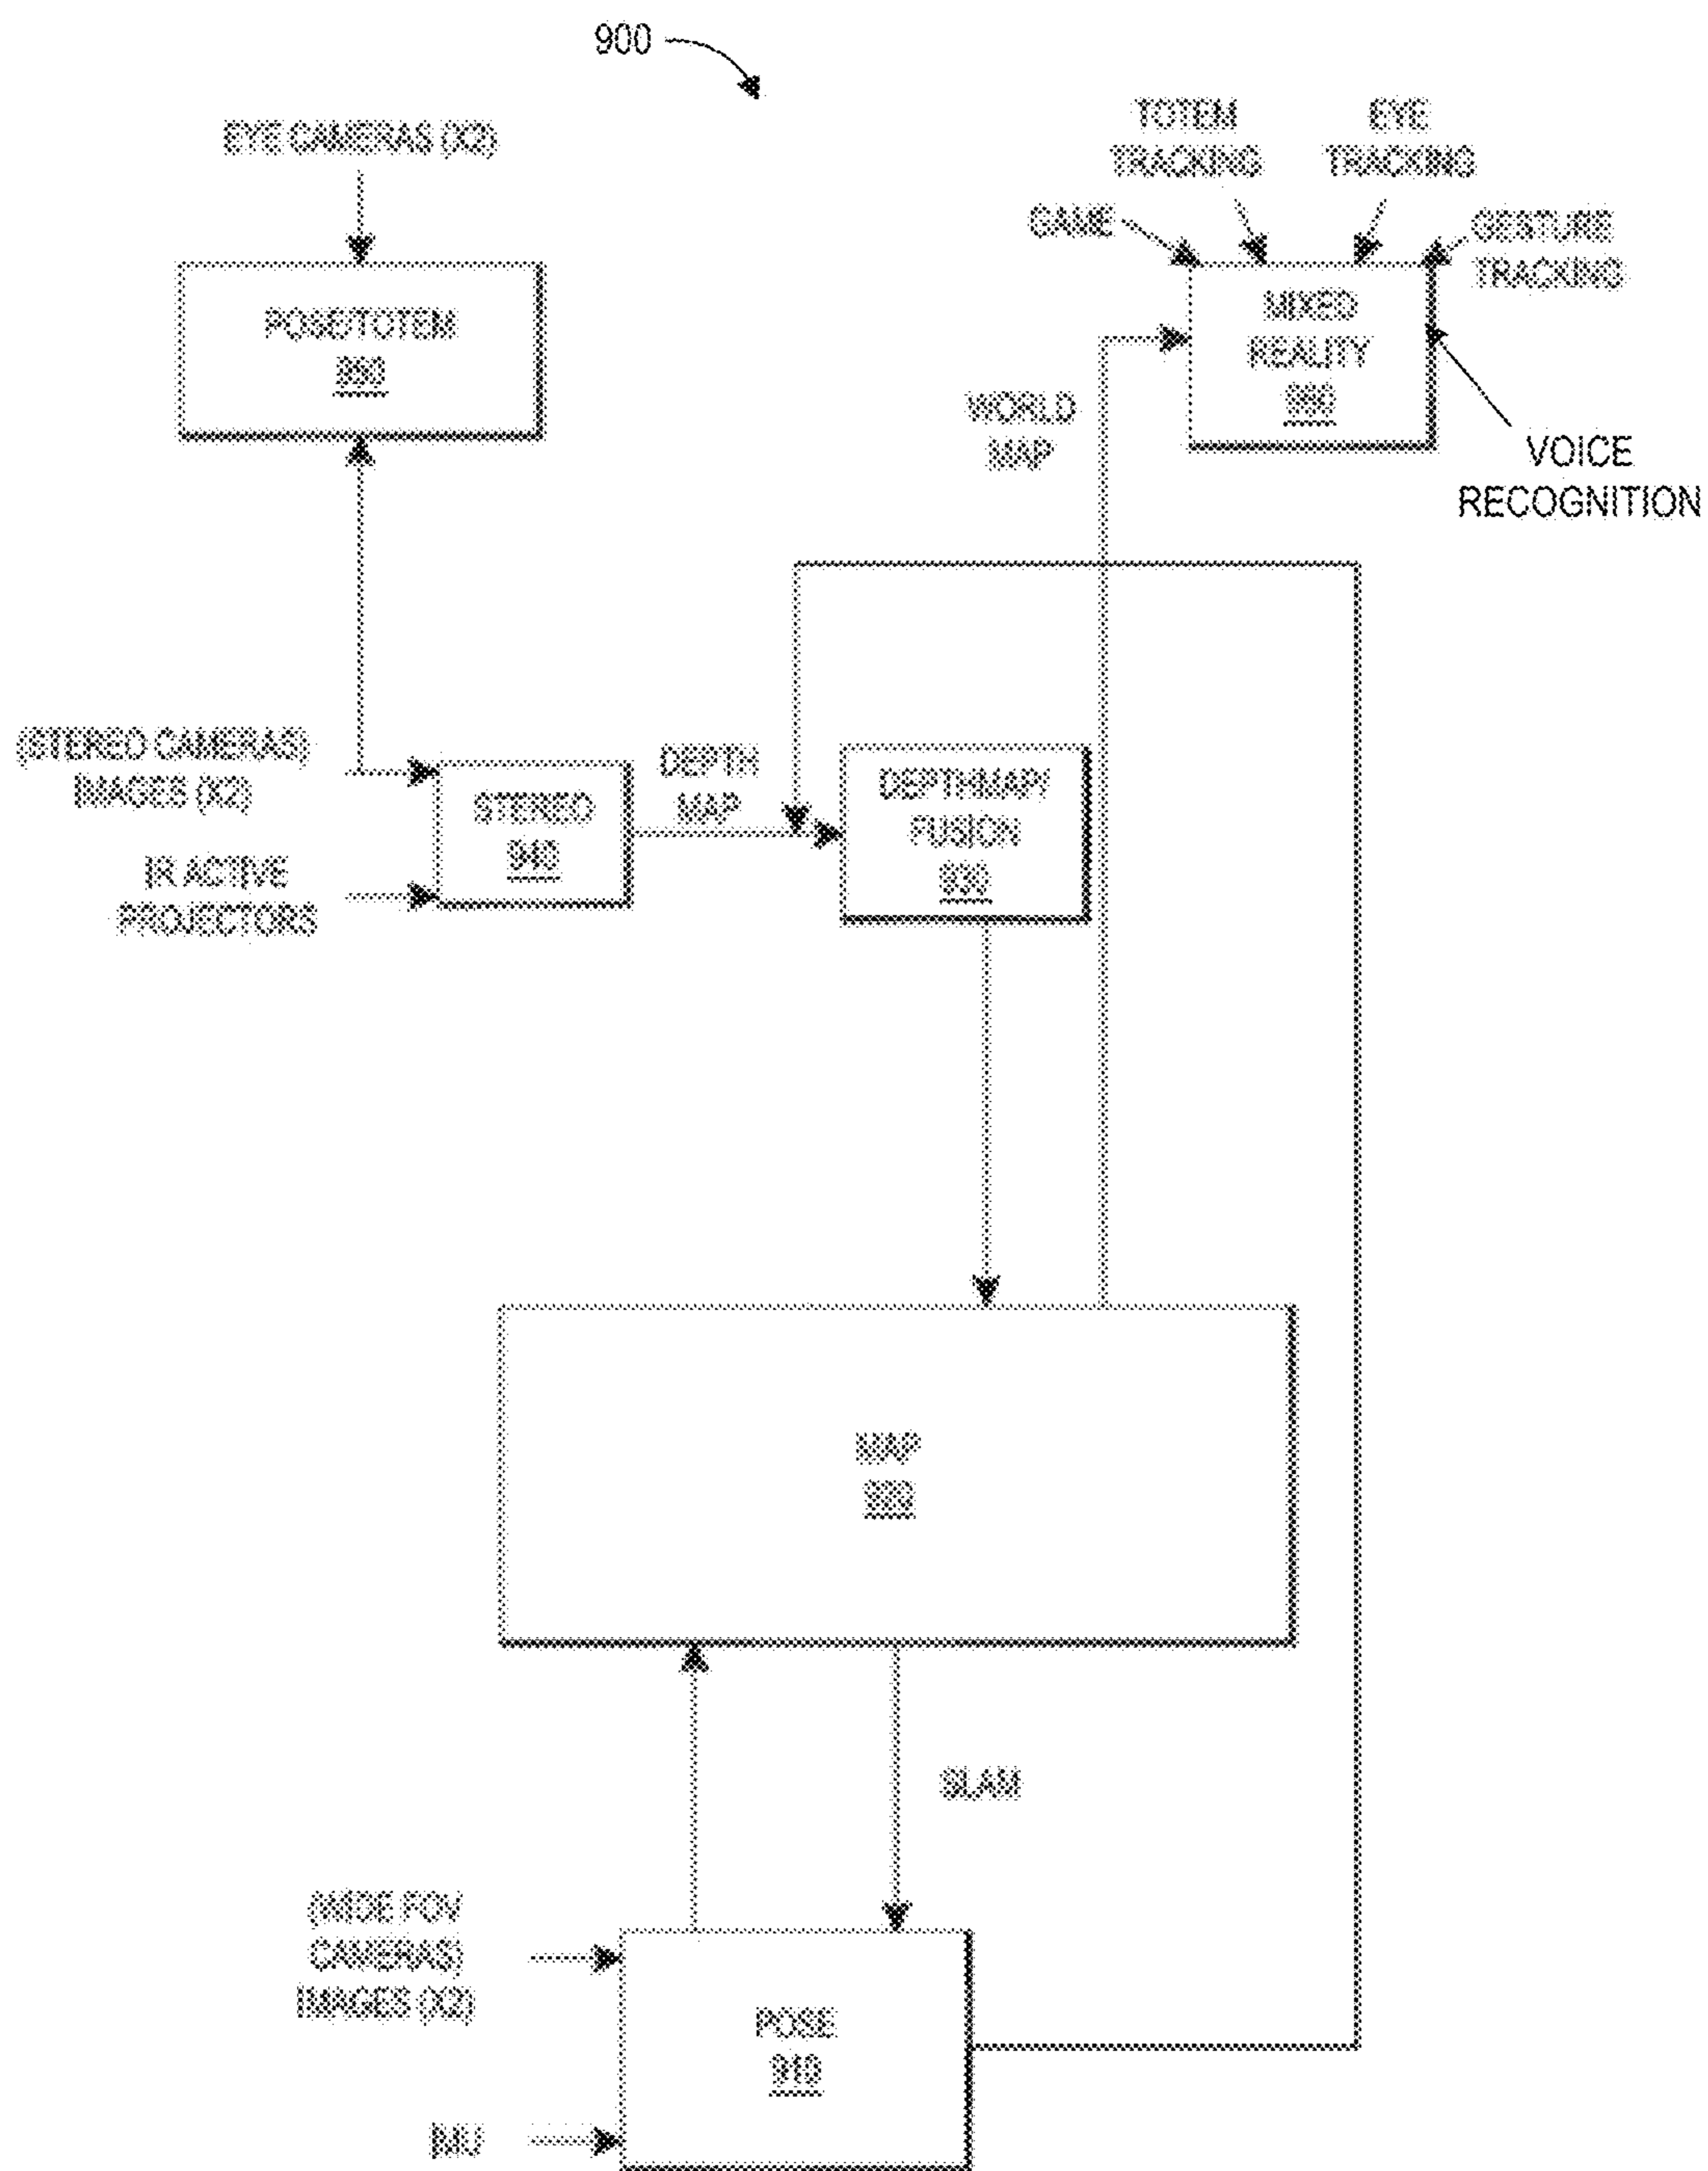 900
EYE CAMERAS (X2)
TOTEM
TRACKING
EYE
TRACKING
GAME
GESTURE
TRACKING
POSE/TOTEM
950
MIXED
REALITY
960
WORLD
MAP
VOICE
RECOGNITION
(STEREO CAMERAS)
IMAGES (X2)
IR ACTIVE
PROJECTORS
STEREO
940
DEPTH
MAP
DEPTHMAP/
FUSION
930
MAP
920
SLAM
(WIDE FOV
CAMERAS)
IMAGES (X2)
IMU
POSE
910